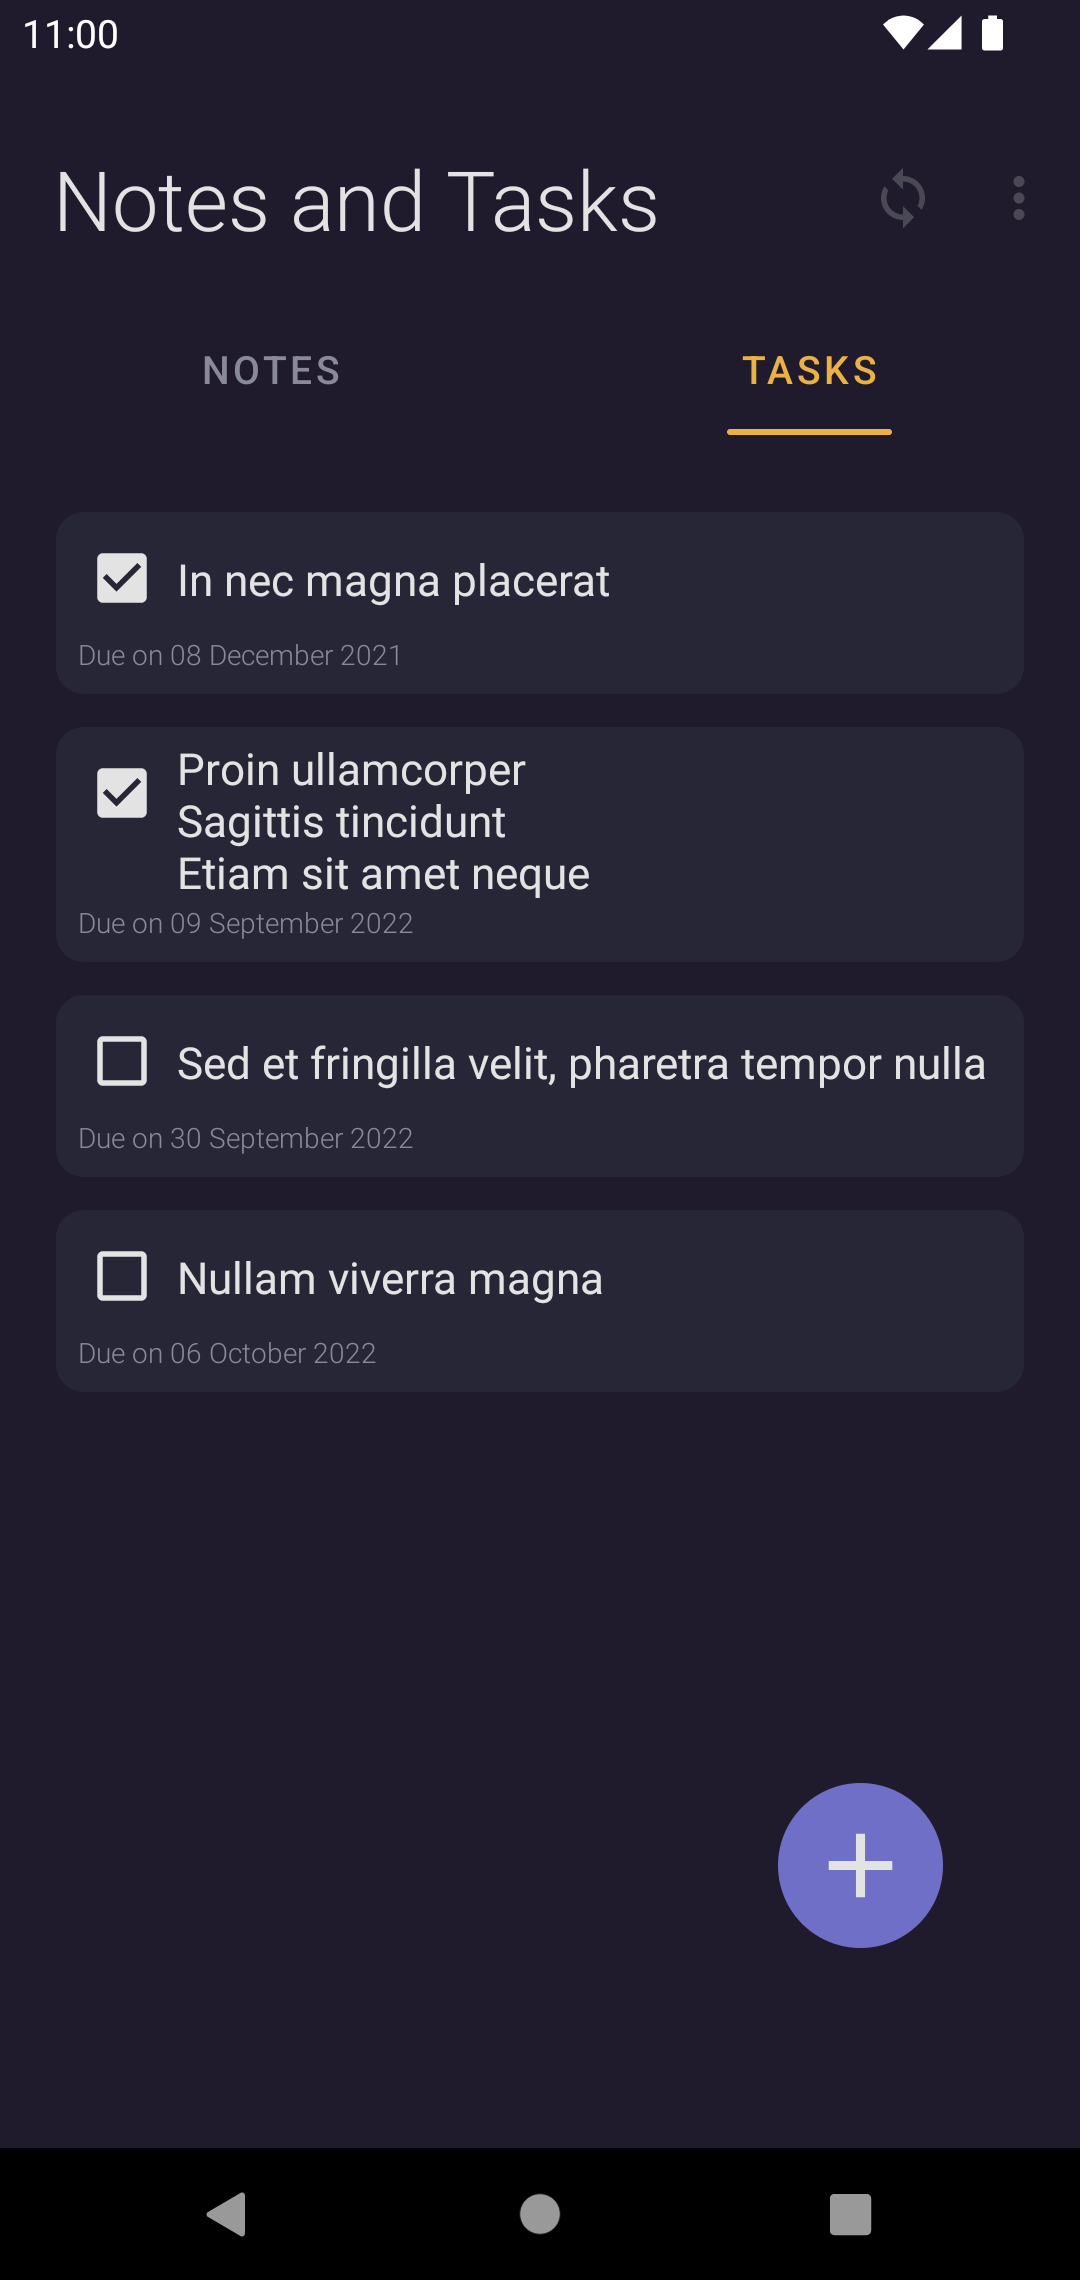 11:00
Notes and Tasks
NOTES
TASKS
In nec magna placerat
Due on 08 December 2021
Proin ullamcorper
Sagittis tincidunt
Etiam sit amet neque
Due on 09 September 2022
Sed et fringilla velit, pharetra tempor nulla
Due on 30 September 2022
Nullam viverra magna
Due on 06 October 2022